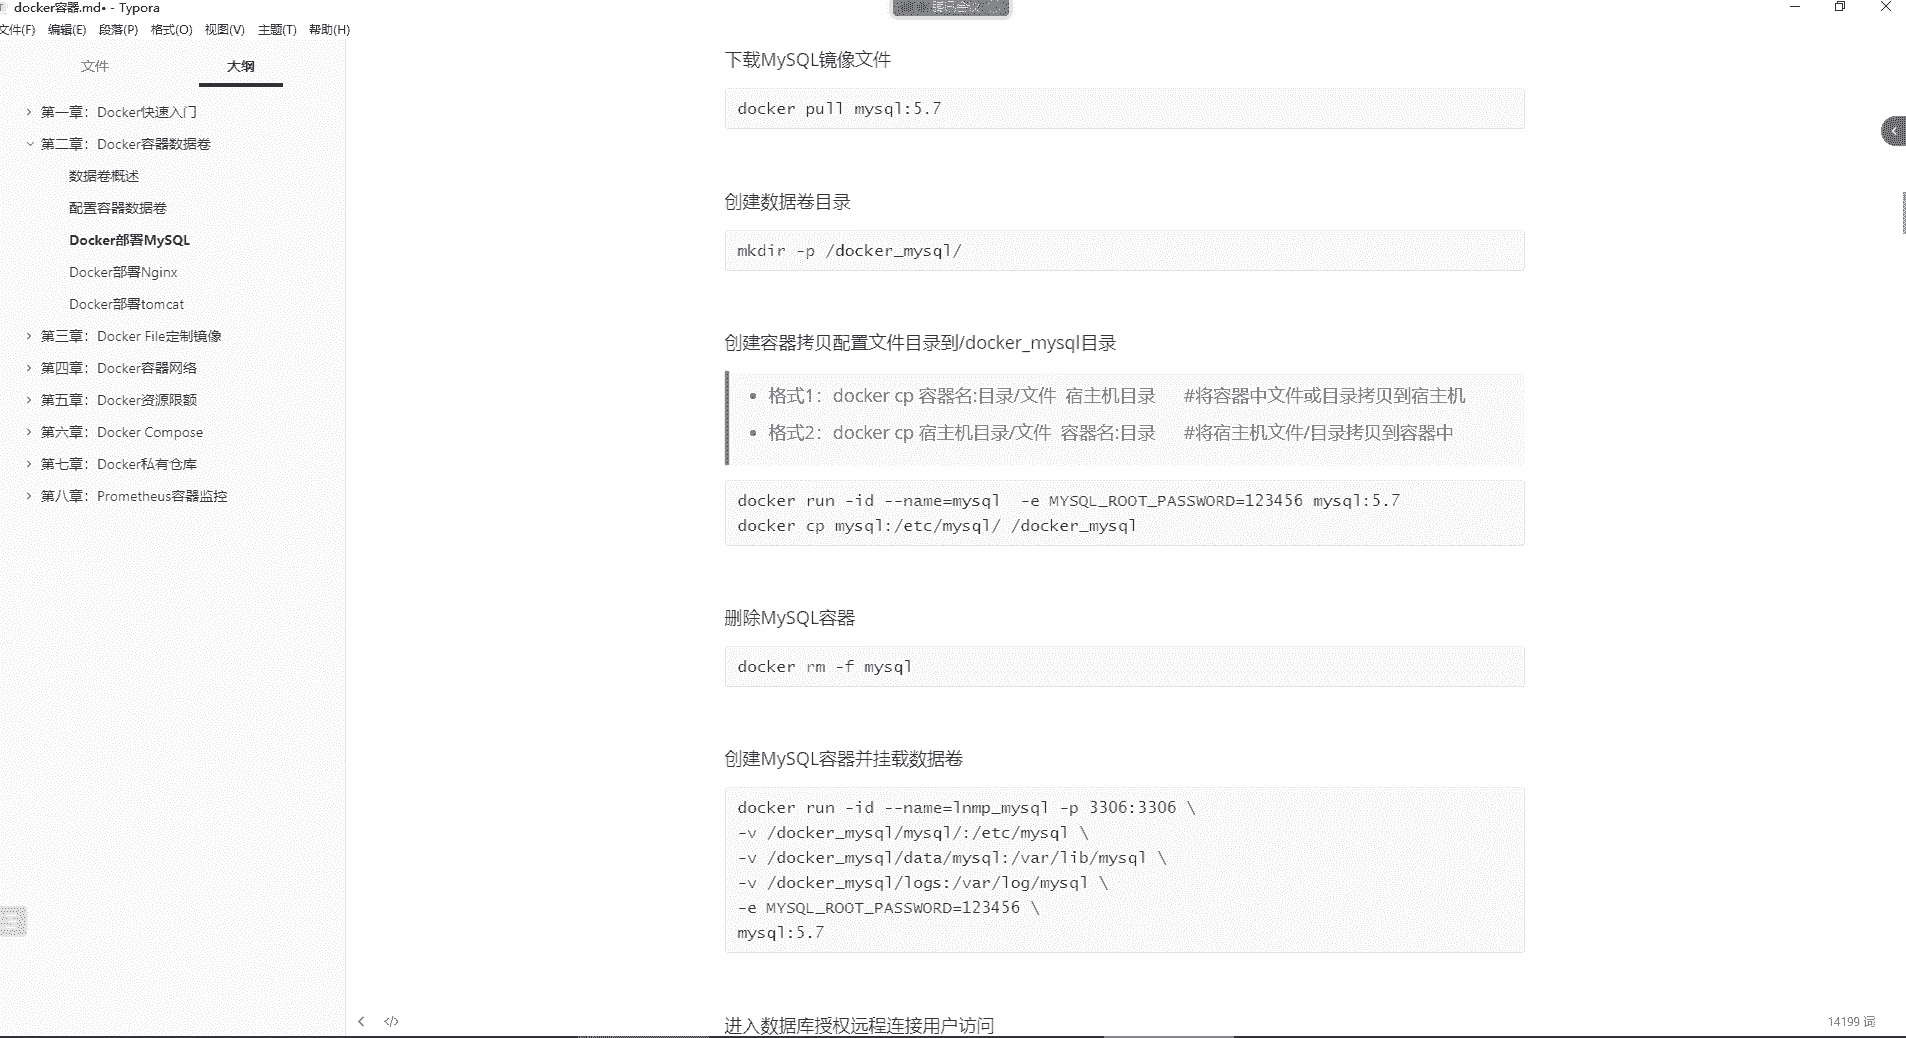 docker容器.md• - Typora
腾讯会议
文件(F) 编辑(E) 段落(P) 格式(O) 视图(V) 主题(T) 帮助(H)
文件 大纲
第一章：Docker快速入门
第二章：Docker容器数据卷
数据卷概述
配置容器数据卷
Docker部署MySQL
Docker部署Nginx
Docker部署tomcat
第三章：Docker File定制镜像
第四章：Docker容器网络
第五章：Docker资源限额
第六章：Docker Compose
第七章：Docker私有仓库
第八章：Prometheus容器监控
下载MySQL镜像文件
docker pull mysql:5.7
创建数据卷目录
mkdir -p /docker_mysql/
创建容器拷贝配置文件目录到/docker_mysql目录
• 格式1：docker cp 容器名:目录/文件 宿主机目录 #将容器中文件或目录拷贝到宿主机
• 格式2：docker cp 宿主机目录/文件 容器名:目录 #将宿主机文件/目录拷贝到容器中
docker run -id --name=mysql  -e MYSQL_ROOT_PASSWORD=123456 mysql:5.7
docker cp mysql:/etc/mysql/ /docker_mysql
删除MySQL容器
docker rm -f mysql
创建MySQL容器并挂载数据卷
docker run -id --name=lnmp_mysql -p 3306:3306 \
-v /docker_mysql/mysql/:/etc/mysql \
-v /docker_mysql/data/mysql:/var/lib/mysql \
-v /docker_mysql/logs:/var/log/mysql \
-e MYSQL_ROOT_PASSWORD=123456 \
mysql:5.7
进入数据库授权远程连接用户访问
14199 词